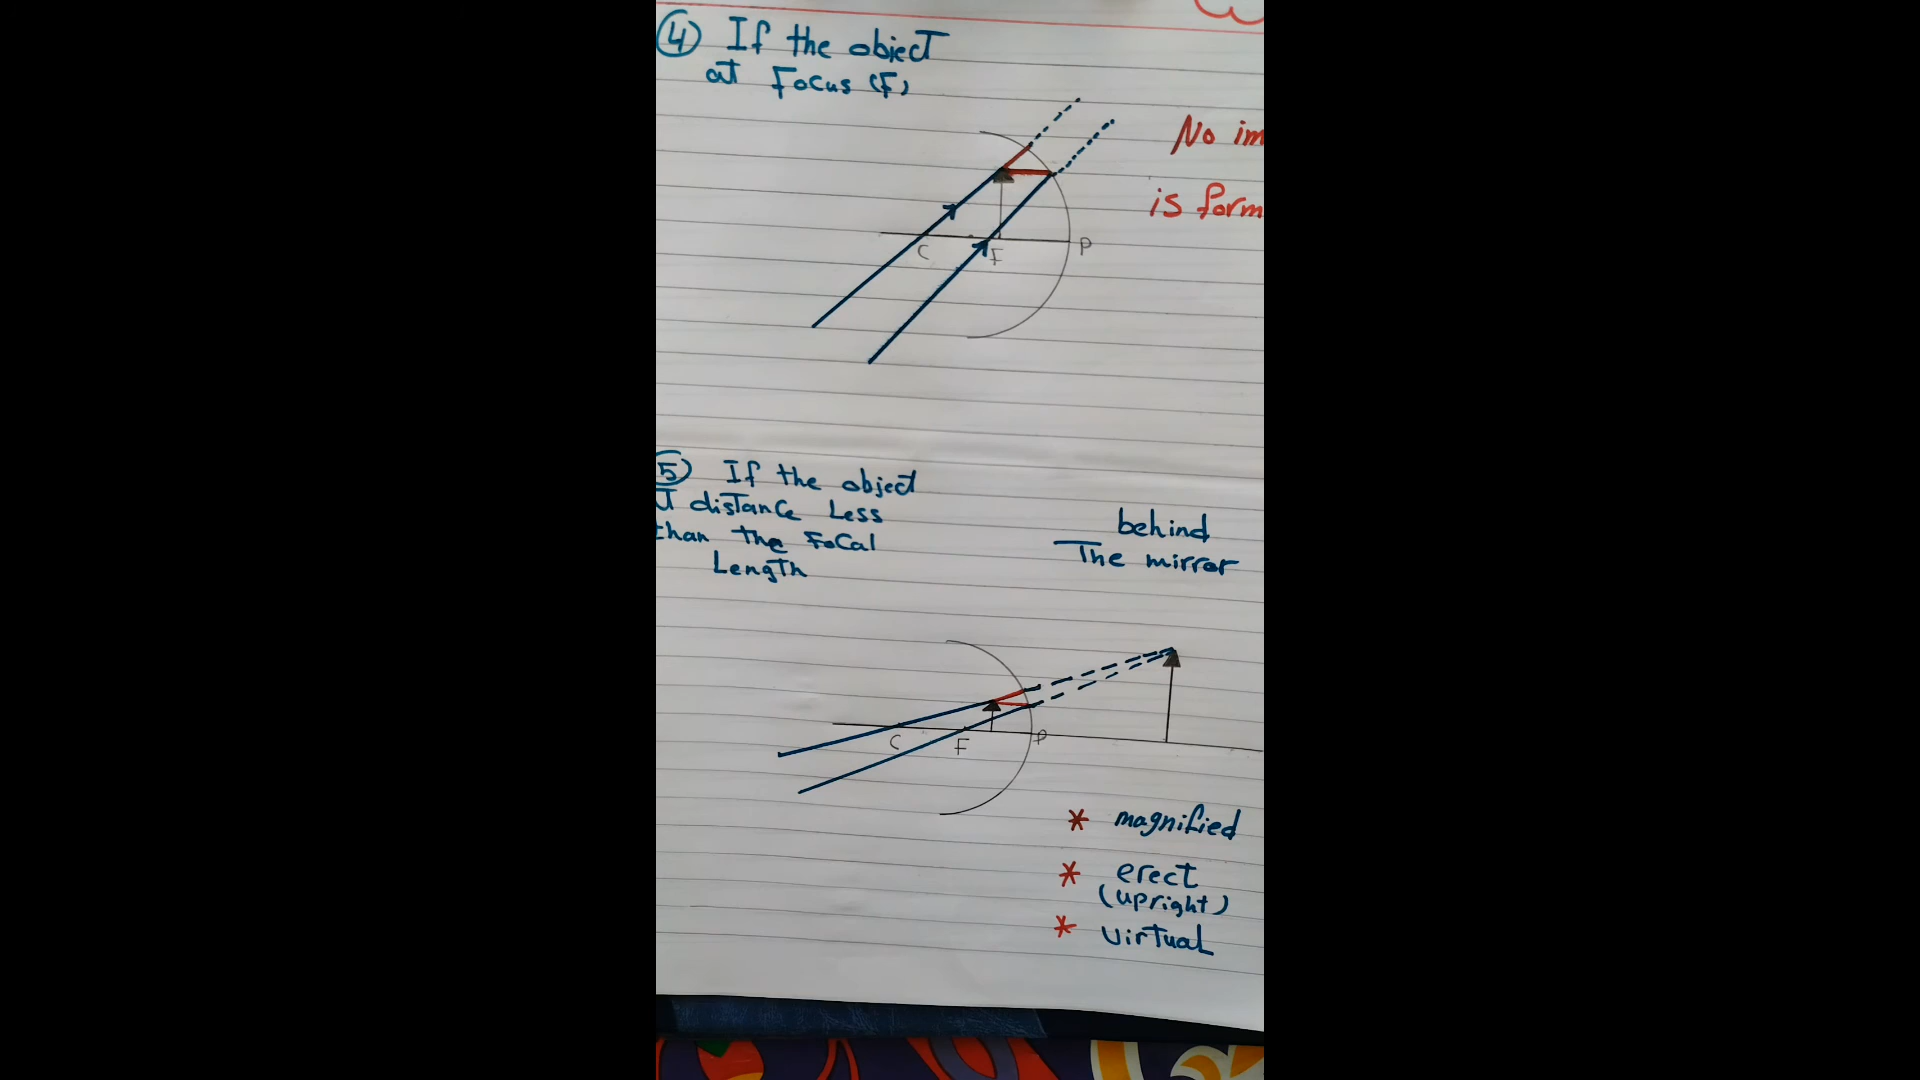 4 If the object
at Focus (F)
No im
is form
C F P
5 If the object
distance Less
than the Focal
Length
behind
The mirror
C F P
* magnified
* erect
(upright)
* virtual